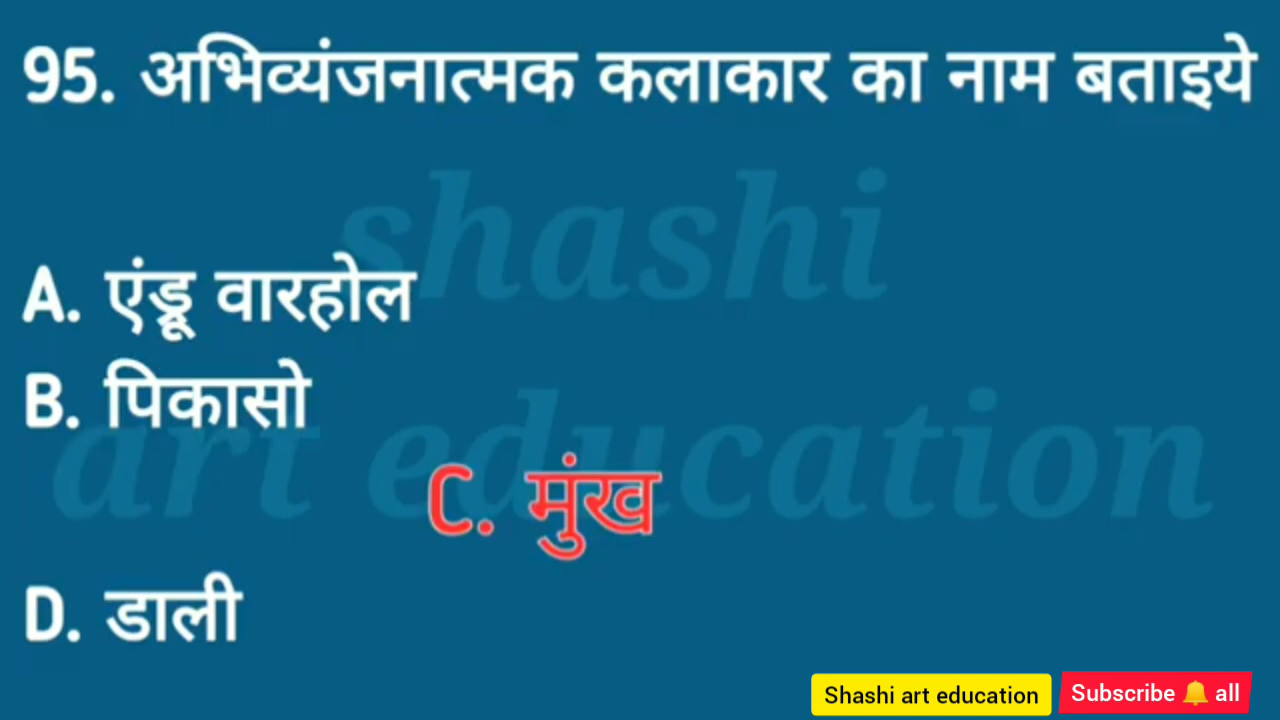 95. अभिव्यंजनात्मक कलाकार का नाम बताइये
shashi
A. एंड्रू वारहोल
B. पिकासो
art education
C. मुंख
D. डाली
Shashi art education
Subscribe 🔔 all